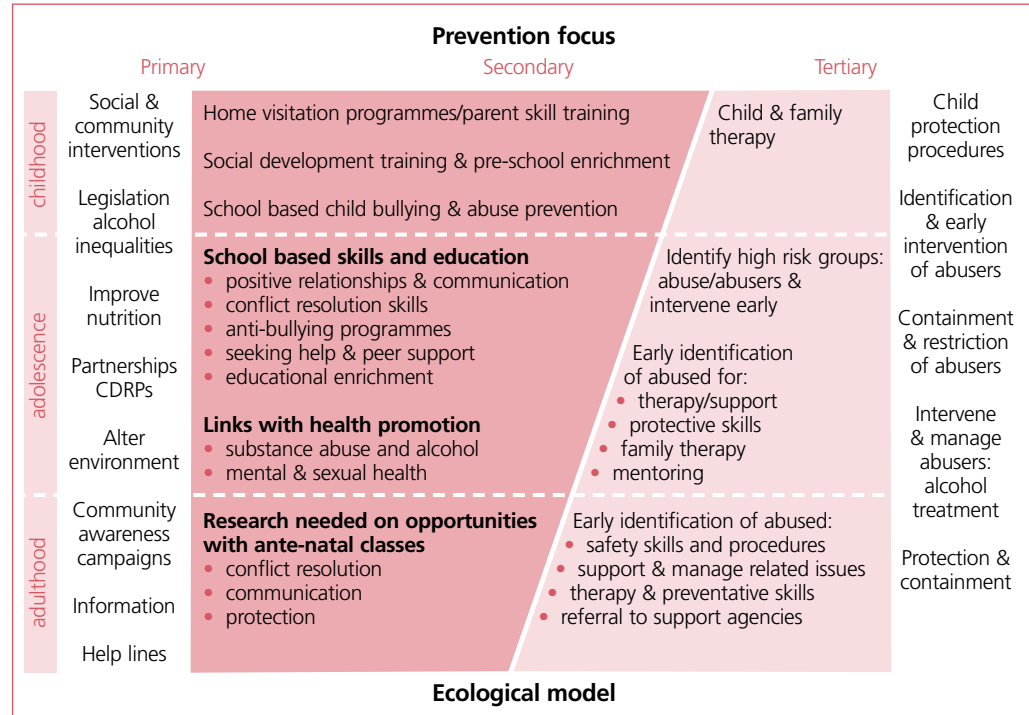 Prevention focus
Primary
Secondary
Tertiary
childhood
adolescence
adulthood
Social &
community
interventions
Legislation
alcohol
inequalities
Improve
nutrition
Partnerships
CDRPs
Alter
environment
Community
awareness
campaigns
Information
Help lines
Home visitation programmes/parent skill training
Social development training & pre-school enrichment
School based child bullying & abuse prevention
School based skills and education
• positive relationships & communication
• conflict resolution skills
• anti-bullying programmes
• seeking help & peer support
• educational enrichment
Links with health promotion
• substance abuse and alcohol
• mental & sexual health
Research needed on opportunities
with ante-natal classes
• conflict resolution
• communication
• protection
Child & family
therapy
Identify high risk groups:
abuse/abusers &
intervene early
Early identification
of abused for:
• therapy/support
• protective skills
• family therapy
• mentoring
Early identification of abused:
• safety skills and procedures
• support & manage related issues
• therapy & preventative skills
• referral to support agencies
Child
protection
procedures
Identification
& early
intervention
of abusers
Containment
& restriction
of abusers
Intervene
& manage
abusers:
alcohol
treatment
Protection &
containment
Ecological model